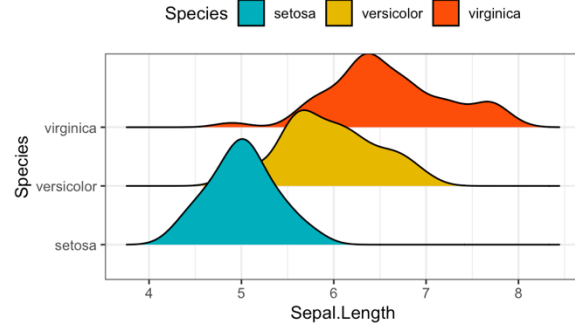 Species setosa versicolor virginica
virginica
versicolor
setosa
Species
4 5 6 7 8
Sepal.Length